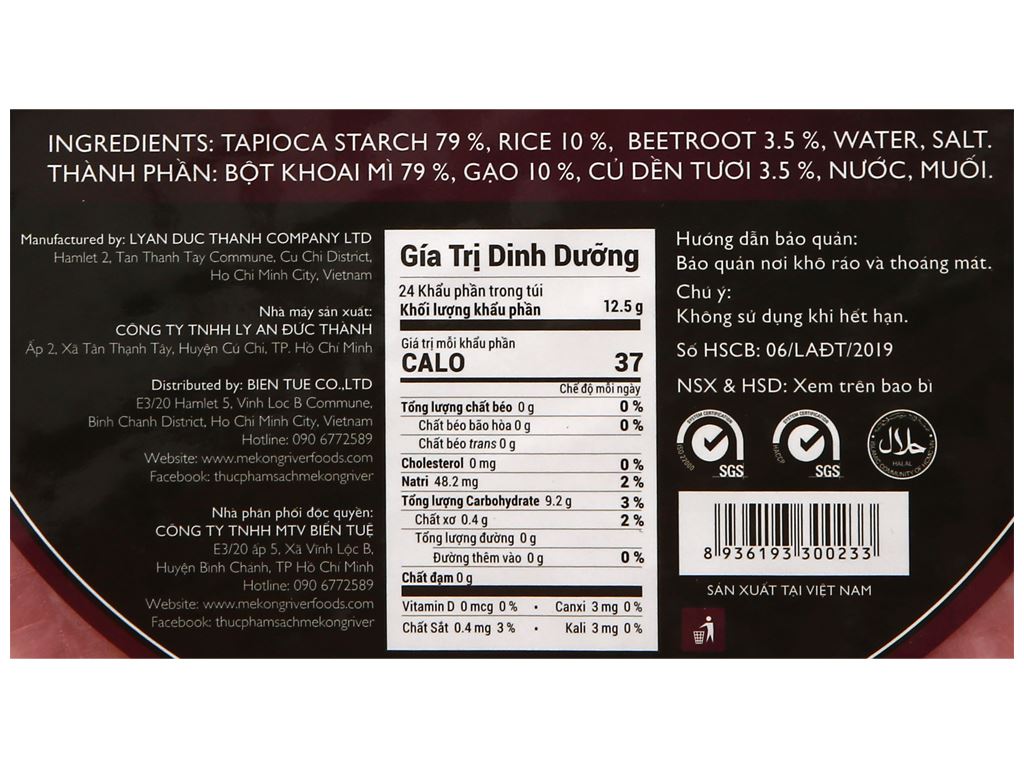 INGREDIENTS: TAPIOCA STARCH 79 %, RICE 10 %, BEETROOT 3.5 %, WATER, SALT.
THÀNH PHẦN: BỘT KHOAI MÌ 79 %, GẠO 10 %, CỦ DỀN TƯƠI 3.5 %, NƯỚC, MUỐI.
Manufactured by: LYAN DUC THANH COMPANY LTD
Hamlet 2, Tan Thanh Tay Commune, Cu Chi District,
Ho Chi Minh City, Vietnam
Nhà máy sản xuất:
CÔNG TY TNHH LY AN ĐỨC THÀNH
Ấp 2, Xã Tân Thạnh Tây, Huyện Củ Chi, TP. Hồ Chí Minh
Distributed by: BIEN TUE CO.,LTD
E3/20 Hamlet 5, Vinh Loc B Commune,
Binh Chanh District, Ho Chi Minh City, Vietnam
Hotline: 090 6772589
Website: www.mekongriverfoods.com
Facebook: thucphamsachmekongriver
Nhà phân phối độc quyền:
CÔNG TY TNHH MTV BIẾN TUỆ
E3/20 ấp 5, Xã Vĩnh Lộc B,
Huyện Bình Chánh, TP Hồ Chí Minh
Hotline: 090 6772589
Website: www.mekongriverfoods.com
Facebook: thucphamsachmekongriver
Gía Trị Dinh Dưỡng
24 Khẩu phần trong túi
Khối lượng khẩu phần 12.5 g
Giá trị mỗi khẩu phần
CALO 37
Chế độ mỗi ngày
Tổng lượng chất béo 0 g 0 %
Chất béo bão hòa 0 g 0 %
Chất béo trans 0 g
Cholesterol 0 mg 0 %
Natri 48.2 mg 2 %
Tổng lượng Carbohydrate 9.2 g 3 %
Chất xơ 0.4 g 2 %
Tổng lượng đường 0 g
Đường thêm vào 0 g 0 %
Chất đạm 0 g
Vitamin D 0 mcg 0 % • Canxi 3 mg 0 %
Chất Sắt 0.4 mg 3 % • Kali 3 mg 0 %
Hướng dẫn bảo quản:
Bảo quản nơi khô ráo và thoáng mát.
Chú ý:
Không sử dụng khi hết hạn.
Số HSCB: 06/LAĐT/2019
NSX & HSD: Xem trên bao bì
SYSTEM CERTIFICATION
ISO 22000
SGS
SYSTEM CERTIFICATION
HACCP
SGS
حلال
HALAL
8 936193 300233
SẢN XUẤT TẠI VIỆT NAM